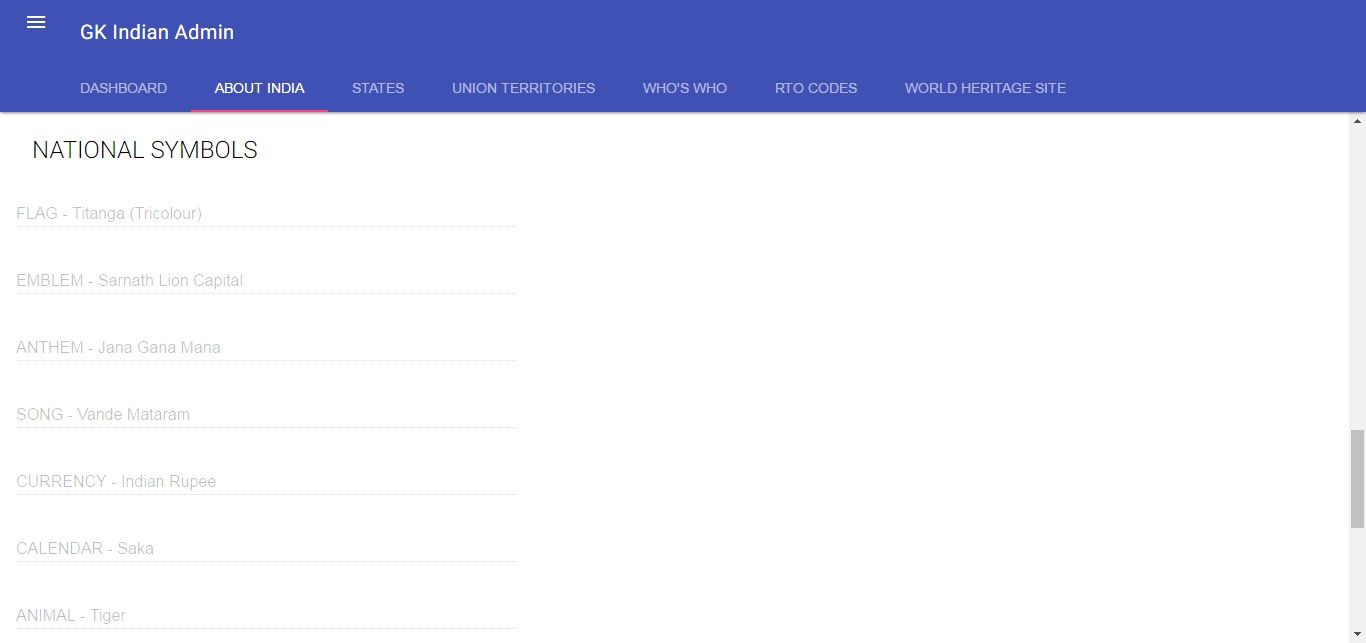 GK Indian Admin
DASHBOARD ABOUT INDIA STATES UNION TERRITORIES WHO'S WHO RTO CODES WORLD HERITAGE SITE
NATIONAL SYMBOLS
FLAG - Titanga (Tricolour)
EMBLEM - Sarnath Lion Capital
ANTHEM - Jana Gana Mana
SONG - Vande Mataram
CURRENCY - Indian Rupee
CALENDAR - Saka
ANIMAL - Tiger